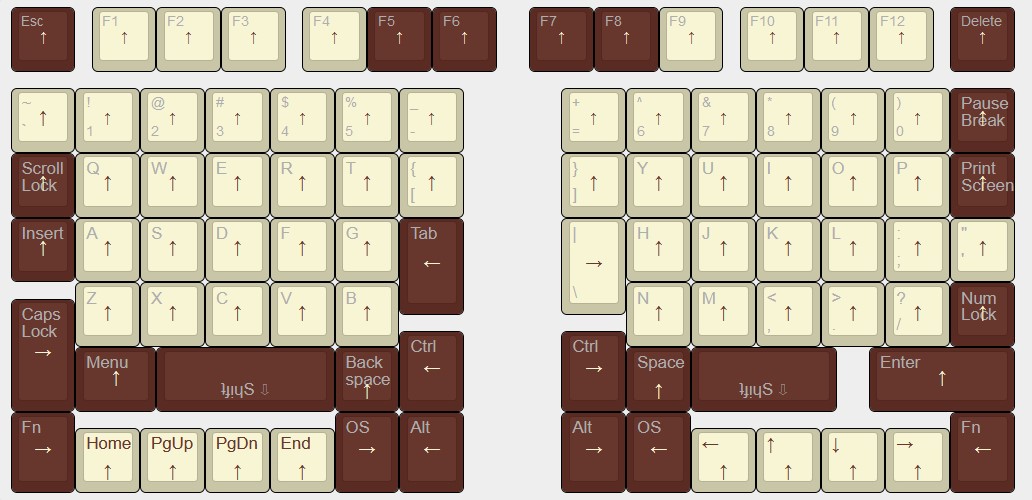 Esc ↑ F1 ↑ F2 ↑ F3 ↑ F4 ↑ F5 ↑ F6 ↑ F7 ↑ F8 ↑ F9 ↑ F10 ↑ F11 ↑ F12 ↑ Delete ↑
~ ! @ # $ % _ + ^ & * ( ) Pause
↑ ↑ ↑ ↑ ↑ ↑ ↑ ↑ ↑ ↑ ↑ ↑ ↑ ↑
` 1 2 3 4 5 - = 6 7 8 9 0 Break
Scroll Q W E R T { } Y U I O P Print
↑ ↑ ↑ ↑ ↑ ↑ ↑ ↑ ↑ ↑ ↑ ↑ ↑ ↑
Lock [ ] Screen
Insert A S D F G Tab | H J K L : "
↑ ↑ ↑ ↑ ↑ ↑ ← → ↑ ↑ ↑ ↑ ↑ ↑
; '
Z X C V B \ N M < > ? Num
↑ ↑ ↑ ↑ ↑ ↑ ↑ ↑ ↑ ↑ ↑
, . / Lock
Caps
Lock
→
Ctrl ← Ctrl →
Menu ↑ ʇɟıɥS ⇩ Back
space ↑ Space ↑ ʇɟıɥS ⇩ Enter ↑
Fn → Home ↑ PgUp ↑ PgDn ↑ End ↑ OS → Alt ← Alt → OS ← ← ↑ ↑ ↑ ↓ ↑ → ↑ Fn ←